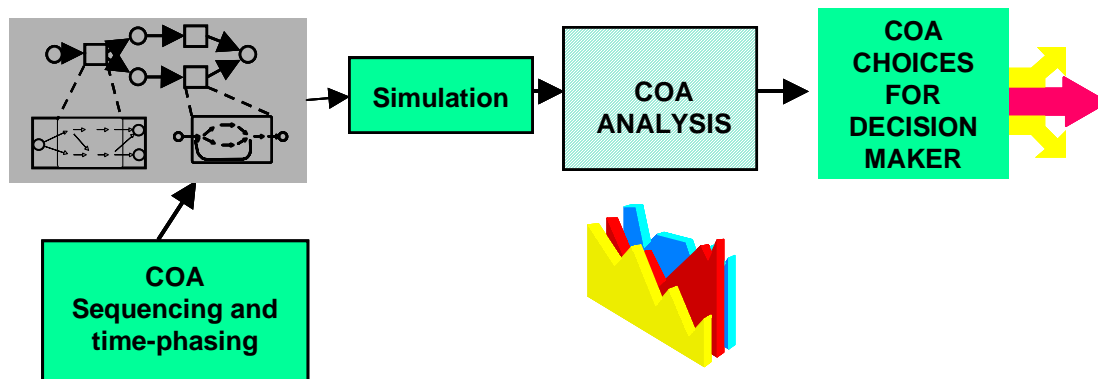 Simulation
COA
ANALYSIS
COA
CHOICES
FOR
DECISION
MAKER
COA
Sequencing and
time-phasing